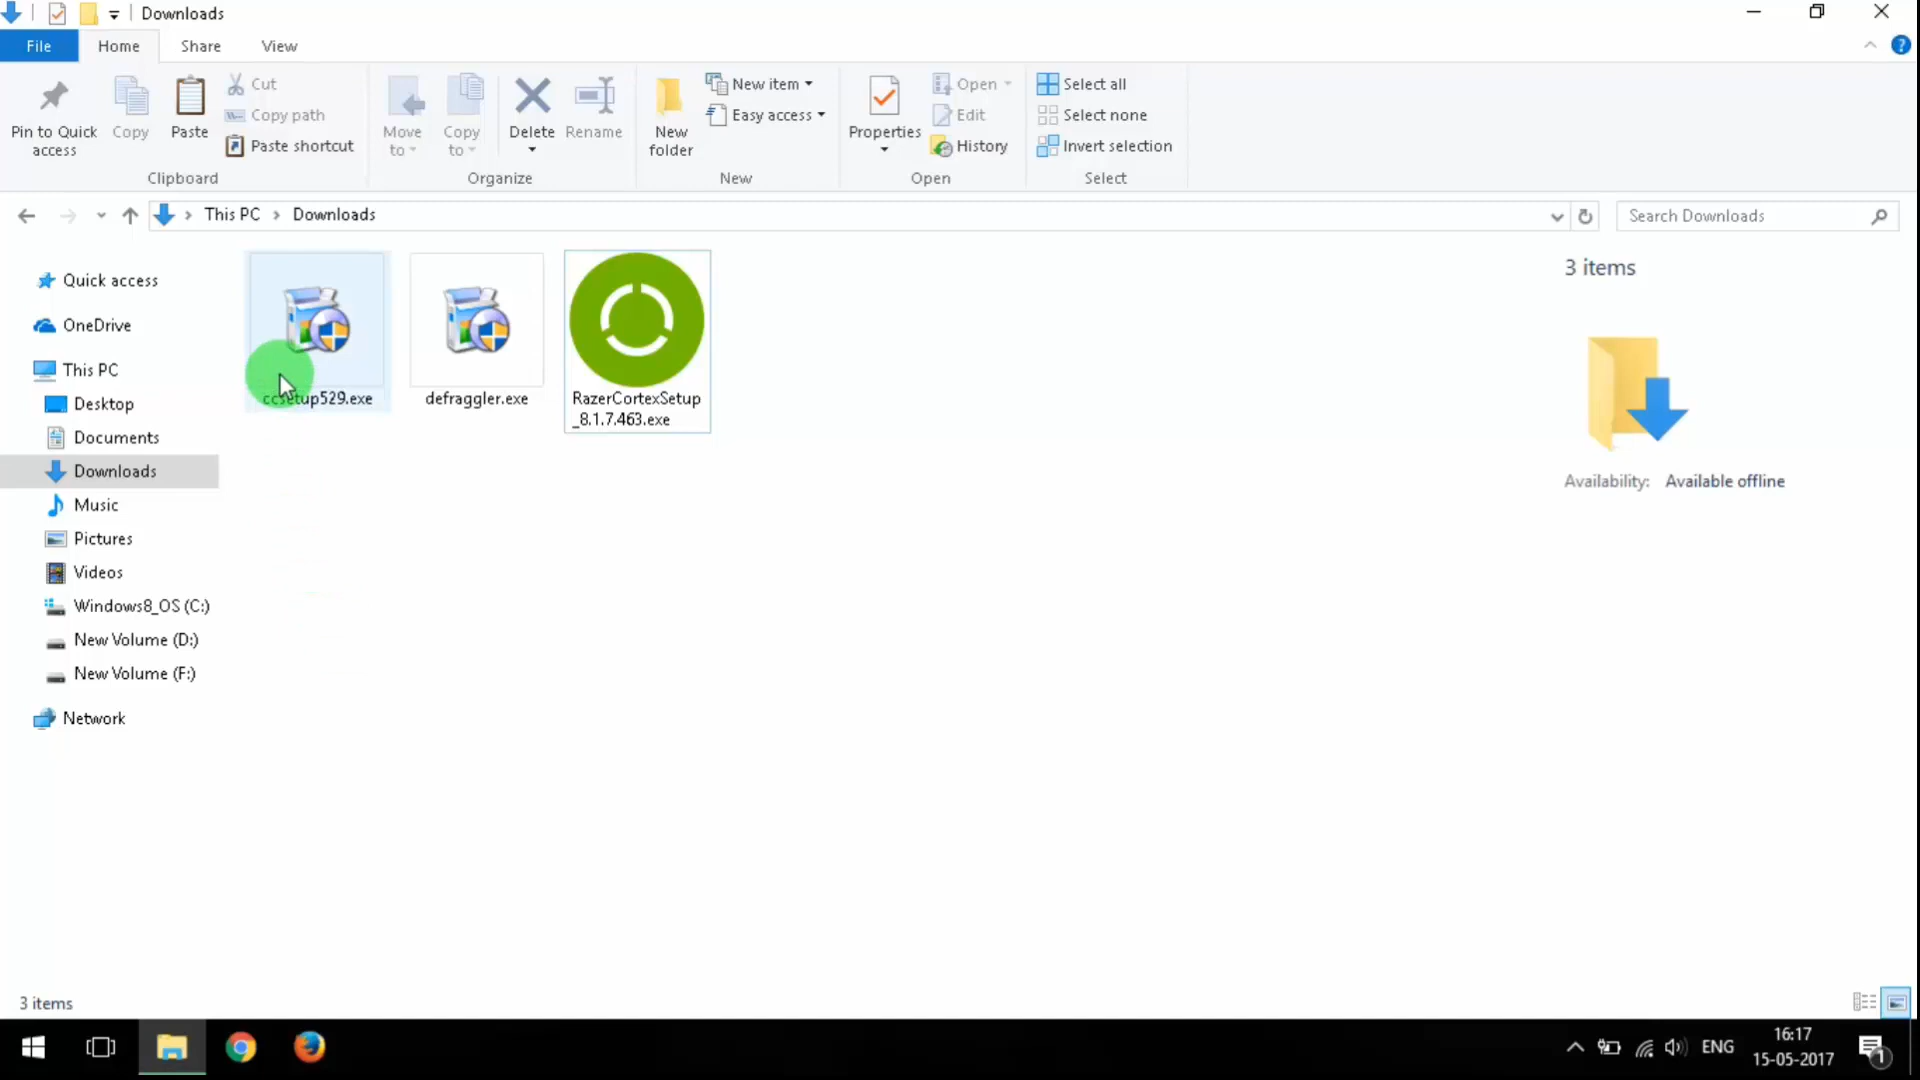 Downloads
File Home Share View
Pin to Quick access
Copy
Paste
Cut
Copy path
Paste shortcut
Clipboard
Move to
Copy to
Delete
Rename
Organize
New folder
New item
Easy access
New
Properties
Open
Edit
History
Open
Select all
Select none
Invert selection
Select
This PC Downloads
Search Downloads
Quick access
OneDrive
This PC
Desktop
Documents
Downloads
Music
Pictures
Videos
Windows8_OS (C:)
New Volume (D:)
New Volume (F:)
Network
ccsetup529.exe
defraggler.exe
RazerCortexSetup
_8.1.7.463.exe
3 items
Availability: Available offline
3 items
ENG
16:17
15-05-2017
1